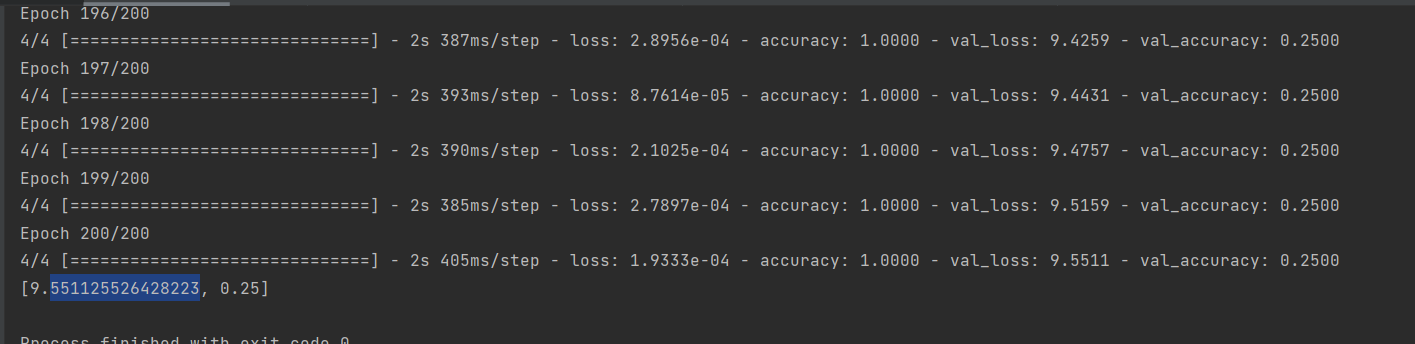 Epoch 196/200
4/4 [==============================] - 2s 387ms/step - loss: 2.8956e-04 - accuracy: 1.0000 - val_loss: 9.4259 - val_accuracy: 0.2500
Epoch 197/200
4/4 [==============================] - 2s 393ms/step - loss: 8.7614e-05 - accuracy: 1.0000 - val_loss: 9.4431 - val_accuracy: 0.2500
Epoch 198/200
4/4 [==============================] - 2s 390ms/step - loss: 2.1025e-04 - accuracy: 1.0000 - val_loss: 9.4757 - val_accuracy: 0.2500
Epoch 199/200
4/4 [==============================] - 2s 385ms/step - loss: 2.7897e-04 - accuracy: 1.0000 - val_loss: 9.5159 - val_accuracy: 0.2500
Epoch 200/200
4/4 [==============================] - 2s 405ms/step - loss: 1.9333e-04 - accuracy: 1.0000 - val_loss: 9.5511 - val_accuracy: 0.2500
[9.551125526428223, 0.25]
Process finished with exit code 0